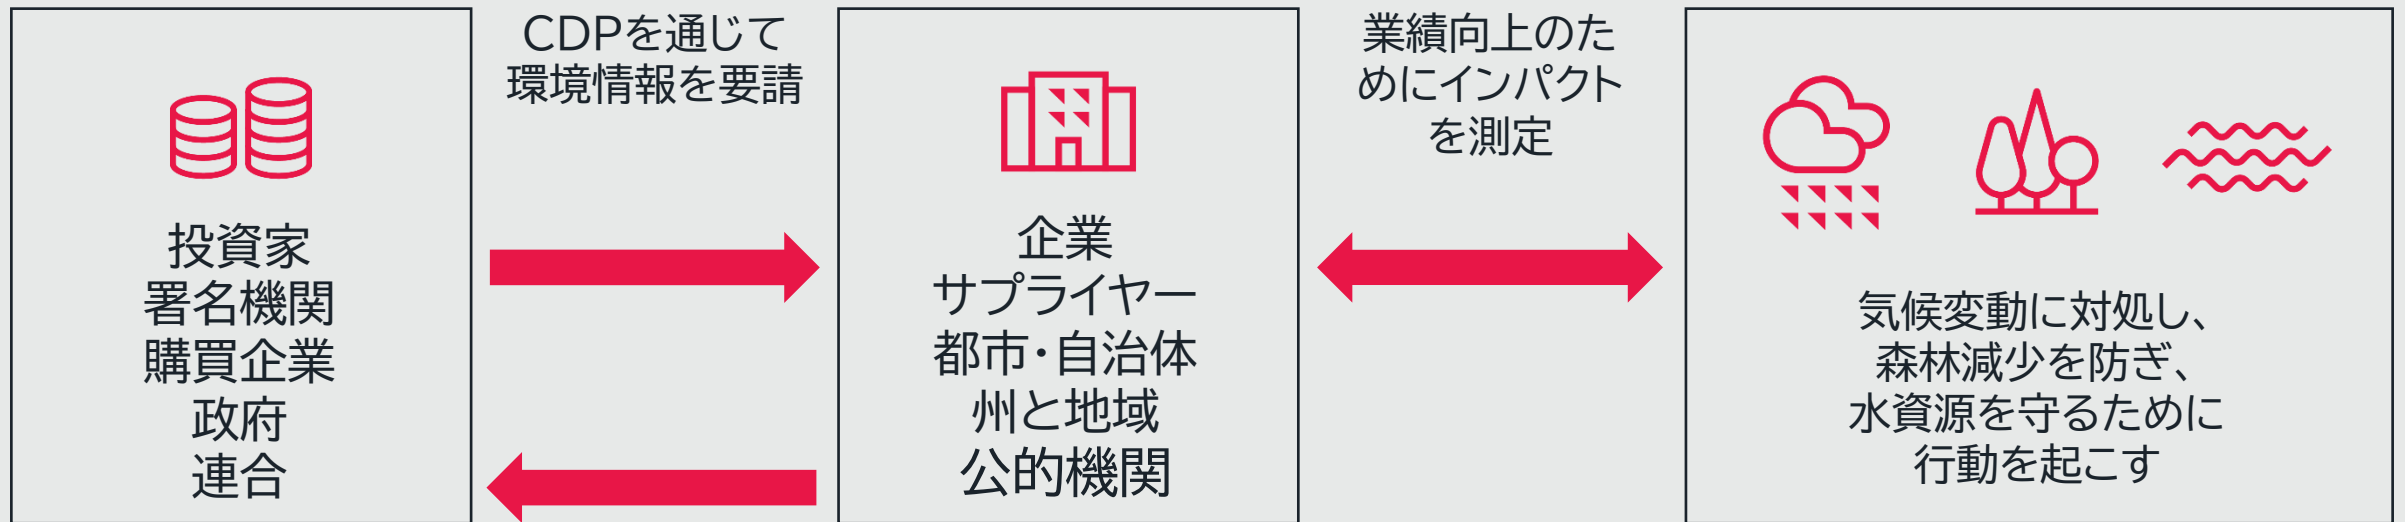 投資家
署名機関
購買企業
政府
連合
CDPを通じて
環境情報を要請
企業
サプライヤー
都市・自治体
州と地域
公的機関
業績向上のた
めにインパクト
を測定
気候変動に対処し、
森林減少を防ぎ、
水資源を守るために
行動を起こす